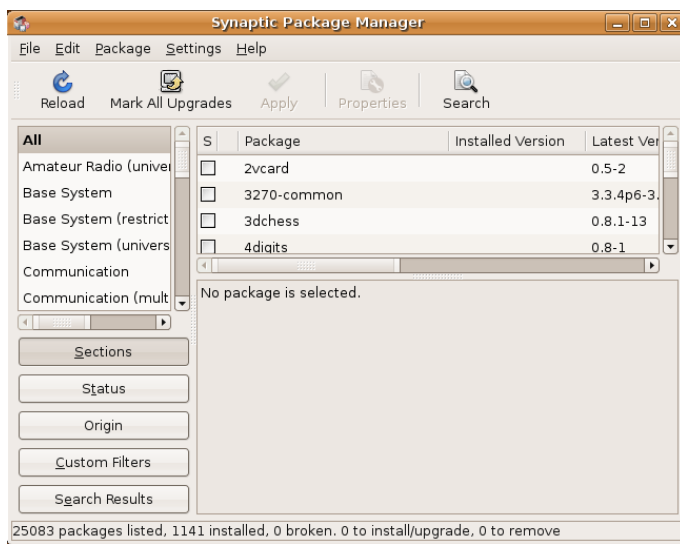 Synaptic Package Manager
File Edit Package Settings Help
Reload Mark All Upgrades Apply Properties Search
All
Amateur Radio (univer
Base System
Base System (restrict
Base System (univers
Communication
Communication (mult
S Package Installed Version Latest Ver
2vcard 0.5-2
3270-common 3.3.4p6-3.
3dchess 0.8.1-13
4digits 0.8-1
No package is selected.
Sections
Status
Origin
Custom Filters
Search Results
25083 packages listed, 1141 installed, 0 broken. 0 to install/upgrade, 0 to remove